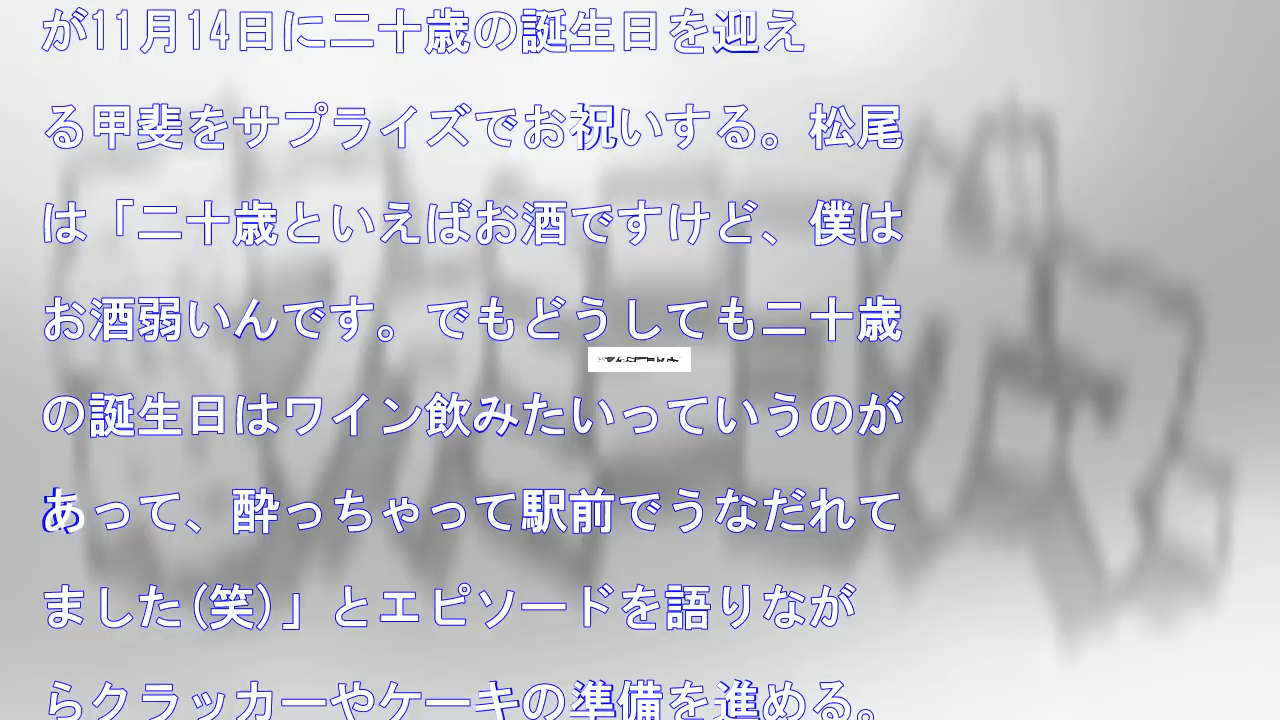 が11月14日に二十歳の誕生日を迎え
る甲斐をサプライズでお祝いする。松尾
は「二十歳といえばお酒ですけど、僕は
お酒弱いんです。でもどうしても二十歳
の誕生日はワイン飲みたいっていうのが
あって、酔っちゃって駅前でうなだれて
ました(笑)」とエピソードを語りなが
らクラッカーやケーキの準備を進める。